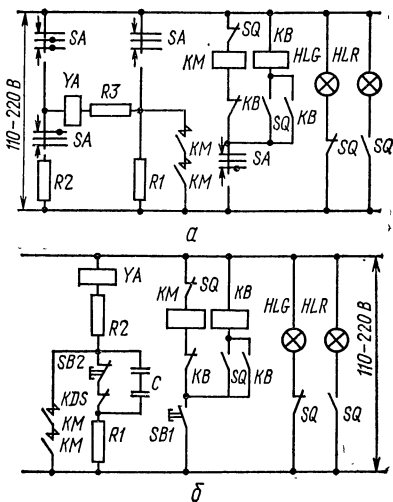 SA
SA
SQ
KB
KM
HLG
HLR
YA
R3
110-220 В
SA
KM
KM
KB
SQ
KB
SA
SQ
SQ
R2
R1
а
YA
R2
SB2
KDS
KM
KM
C
R1
KM
SQ
KB
HLG
HLR
KB
SQ
KB
SB1
SQ
SQ
110-220 В
б